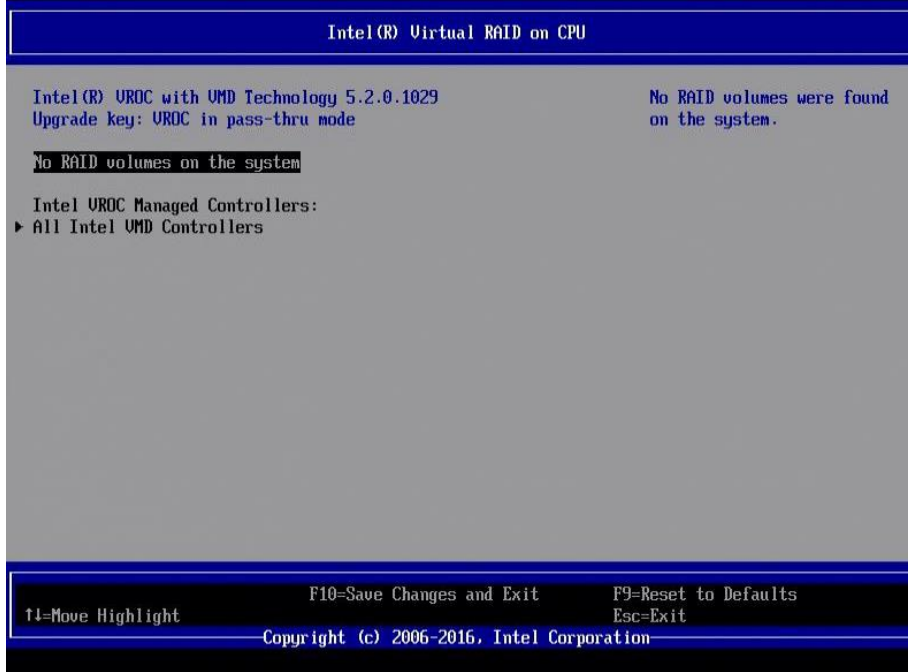 Intel(R) Virtual RAID on CPU
Intel(R) VROC with VMD Technology 5.2.0.1029
Upgrade key: VROC in pass-thru mode
No RAID volumes were found
on the system.
No RAID volumes on the system
Intel VROC Managed Controllers:
▶ All Intel VMD Controllers
F10=Save Changes and Exit
F9=Reset to Defaults
↑↓=Move Highlight
Esc=Exit
Copyright (c) 2006-2016, Intel Corporation